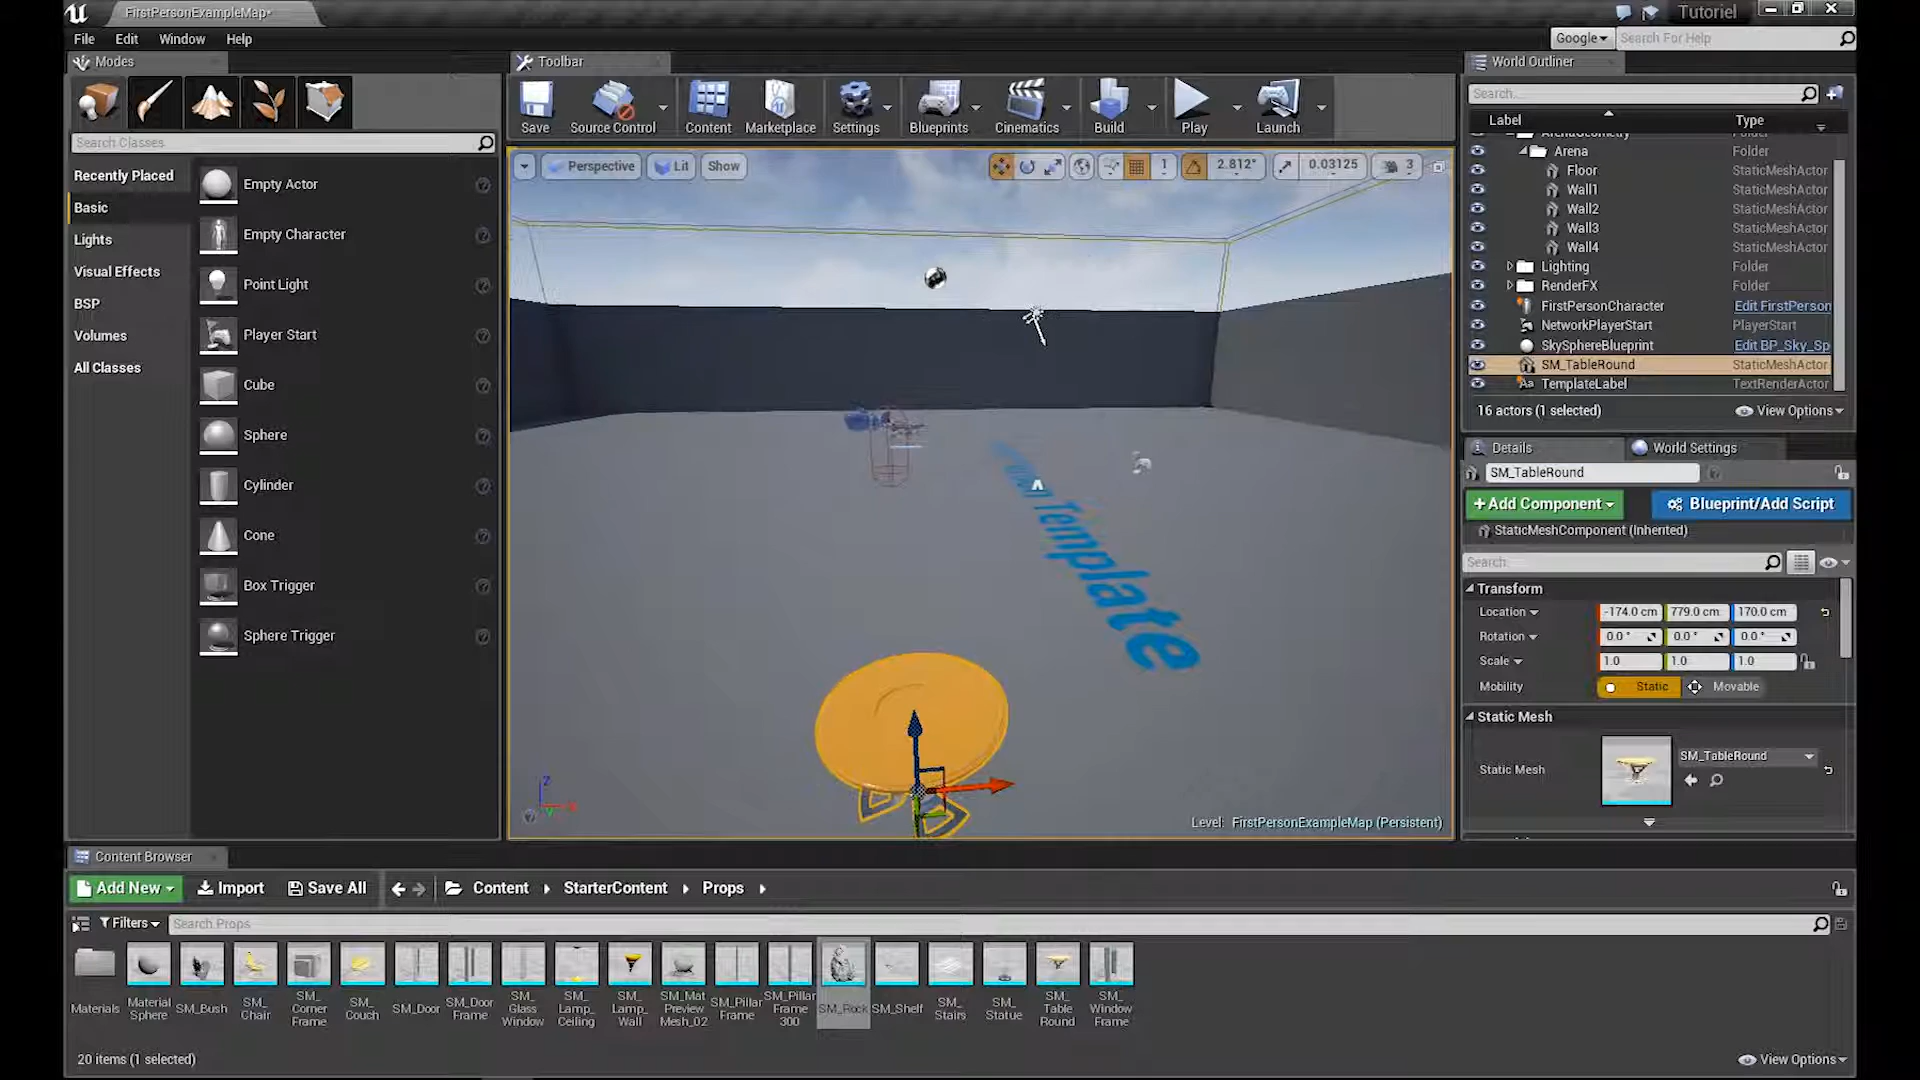 FirstPersonExampleMap*
Tutoriel
File Edit Window Help
Google
Search For Help
Modes
Toolbar
World Outliner
Search Classes
Save
Source Control
Content
Marketplace
Settings
Blueprints
Cinematics
Build
Play
Launch
Search...
Label
Type
Recently Placed
Basic
Lights
Visual Effects
BSP
Volumes
All Classes
Empty Actor
Empty Character
Point Light
Player Start
Cube
Sphere
Cylinder
Cone
Box Trigger
Sphere Trigger
Perspective
Lit
Show
1
2.812°
0.03125
3
Template
Level: FirstPersonExampleMap (Persistent)
ArenaGeometry
Arena Folder
Floor StaticMeshActor
Wall1 StaticMeshActor
Wall2 StaticMeshActor
Wall3 StaticMeshActor
Wall4 StaticMeshActor
Lighting Folder
RenderFX Folder
FirstPersonCharacter Edit FirstPerson
NetworkPlayerStart PlayerStart
SkySphereBlueprint Edit BP_Sky_Sp
SM_TableRound StaticMeshActor
TemplateLabel TextRenderActor
16 actors (1 selected)
View Options
Details
World Settings
SM_TableRound
+Add Component
Blueprint/Add Script
StaticMeshComponent (Inherited)
Search
Transform
Location -174.0 cm 779.0 cm 170.0 cm
Rotation 0.0 ° 0.0 ° 0.0 °
Scale 1.0 1.0 1.0
Mobility Static Movable
Static Mesh
Static Mesh
SM_TableRound
Content Browser
Add New
Import
Save All
Content
StarterContent
Props
Filters
Search Props
Materials
Material Sphere
SM_Bush
SM_ Chair
SM_ Corner Frame
SM_ Couch
SM_Door
SM_Door Frame
SM_ Glass Window
SM_ Lamp_ Ceiling
SM_ Lamp_ Wall
SM_Mat Preview Mesh_02
SM_Pillar Frame
SM_Pillar Frame 300
SM_Rock
SM_Shelf
SM_ Stairs
SM_ Statue
SM_ Table Round
SM_ Window Frame
20 items (1 selected)
View Options